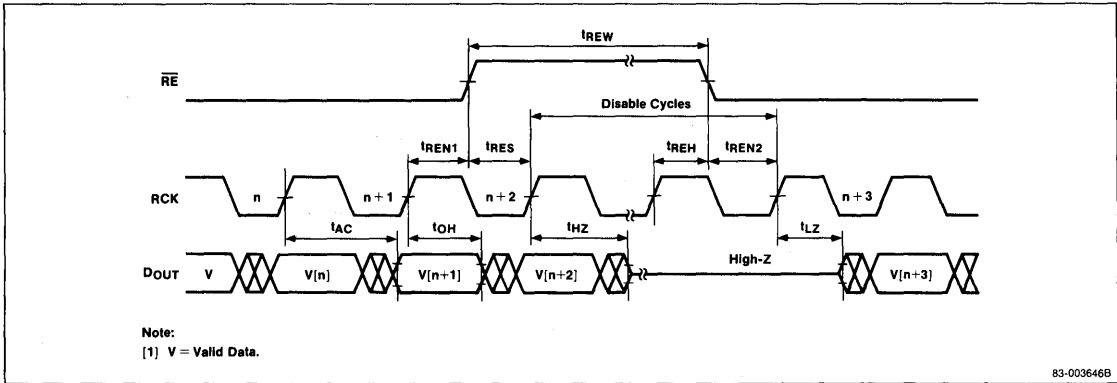 tREW
RE
Disable Cycles
tREN1 tRES tREH tREN2
RCK n n+1 n+2 n+3
tAC tOH tHZ tLZ
DOUT V V[n] V[n+1] V[n+2] High-Z V[n+3]
Note:
[1] V = Valid Data.
83-003646B